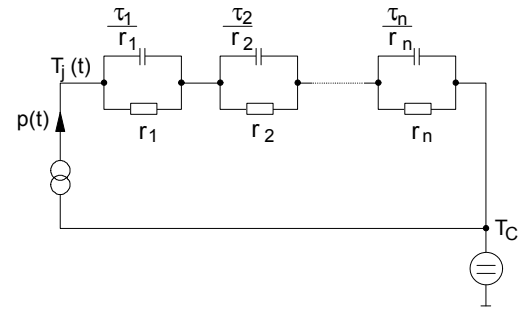 τ1/r1 τ2/r2 τn/rn
Tj(t)
p(t) r1 r2 rn
TC